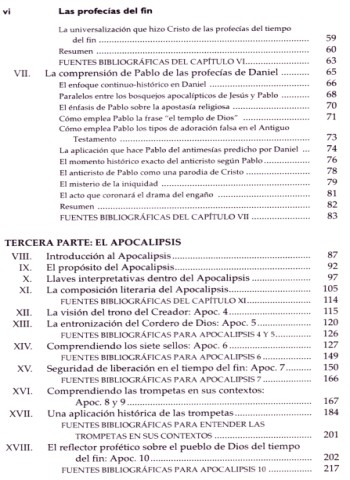 vi Las profecías del fin
La universalización que hizo Cristo de las profecías del tiempo
del fin 59
Resumen 60
FUENTES BIBLIOGRÁFICAS DEL CAPÍTULO VI 63
VII. La comprensión de Pablo de las profecías de Daniel 65
El enfoque continuo-histórico en Daniel 66
Paralelos entre los bosquejos apocalípticos de Jesús y Pablo 68
El énfasis de Pablo sobre la apostasía religiosa 70
Cómo emplea Pablo la frase "el templo de Dios" 71
Cómo emplea Pablo los tipos de adoración falsa en el Antiguo
Testamento 73
La aplicación que hace Pablo del antimesías predicho por Daniel 74
El momento histórico exacto del anticristo según Pablo 76
El anticristo de Pablo como una parodia de Cristo 78
El misterio de la iniquidad 79
El acto que coronará el drama del engaño 81
Resumen 82
FUENTES BIBLIOGRÁFICAS DEL CAPÍTULO VII 83
TERCERA PARTE: EL APOCALIPSIS
VIII. Introducción al Apocalipsis 87
IX. El propósito del Apocalipsis 92
X. Llaves interpretativas dentro del Apocalipsis 97
XI. La composición literaria del Apocalipsis 105
FUENTES BIBLIOGRÁFICAS DEL CAPÍTULO XI 114
XII. La visión del trono del Creador: Apoc. 4 115
XIII. La entronización del Cordero de Dios: Apoc. 5 120
FUENTES BIBLIOGRÁFICAS PARA APOCALIPSIS 4 Y 5 126
XIV. Comprendiendo los siete sellos: Apoc. 6 127
FUENTES BIBLIOGRÁFICAS PARA APOCALIPSIS 6 149
XV. Seguridad de liberación en el tiempo del fin: Apoc. 7 150
FUENTES BIBLIOGRÁFICAS PARA APOCALIPSIS 7 166
XVI. Comprendiendo las trompetas en sus contextos:
Apoc. 8 y 9 167
XVII. Una aplicación histórica de las trompetas 184
FUENTES BIBLIOGRÁFICAS PARA ENTENDER LAS
TROMPETAS EN SUS CONTEXTOS 201
XVIII. El reflector profético sobre el pueblo de Dios del tiempo
del fin: Apoc. 10 202
FUENTES BIBLIOGRÁFICAS PARA APOCALIPSIS 10 217